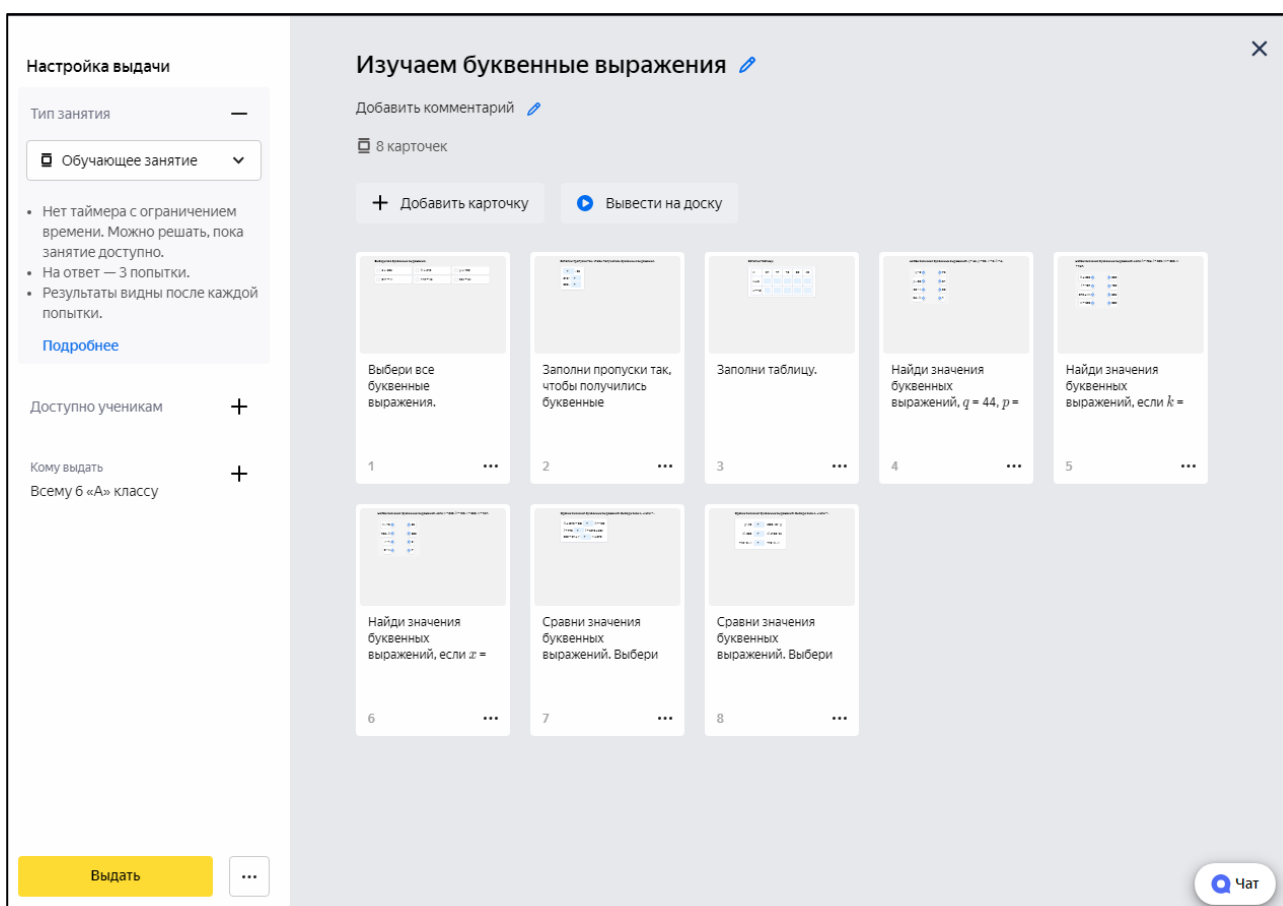 Настройка выдачи
Тип занятия
Обучающее занятие
• Нет таймера с ограничением
времени. Можно решать, пока
занятие доступно.
• На ответ — 3 попытки.
• Результаты видны после каждой
попытки.
Подробнее
Доступно ученикам
Кому выдать
Всему 6 «А» классу
Выдать
Изучаем буквенные выражения
Добавить комментарий
8 карточек
Добавить карточку
Вывести на доску
Выбери все
буквенные
выражения.
1
Заполни пропуски так,
чтобы получились
буквенные
2
Заполни таблицу.
3
Найди значения
буквенных
выражений, q = 44, p =
4
Найди значения
буквенных
выражений, если k =
5
Найди значения
буквенных
выражений, если x =
6
Сравни значения
буквенных
выражений. Выбери
7
Сравни значения
буквенных
выражений. Выбери
8
Чат